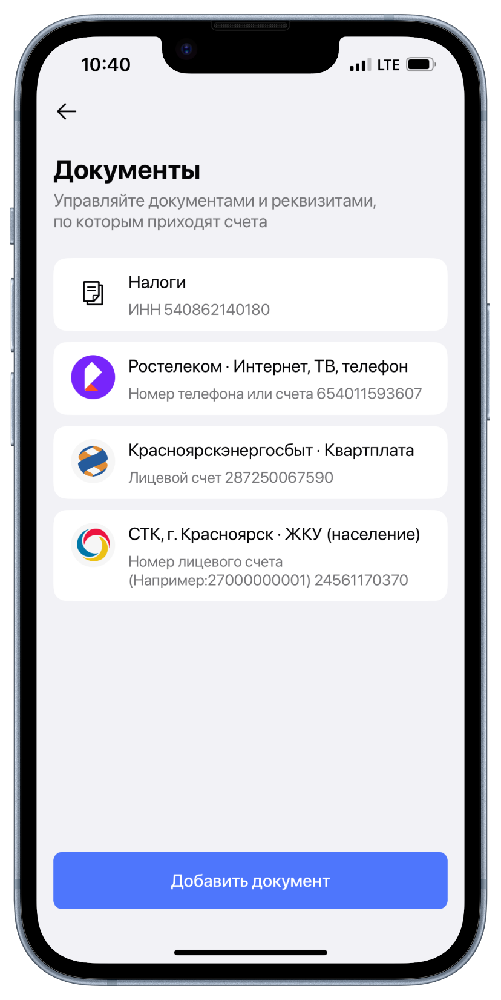 10:40
LTE
Документы
Управляйте документами и реквизитами,
по которым приходят счета
Налоги
ИНН 540862140180
Ростелеком · Интернет, ТВ, телефон
Номер телефона или счета 654011593607
Красноярскэнергосбыт · Квартплата
Лицевой счет 287250067590
СТК, г. Красноярск · ЖКУ (население)
Номер лицевого счета
(Например:27000000001) 24561170370
Добавить документ